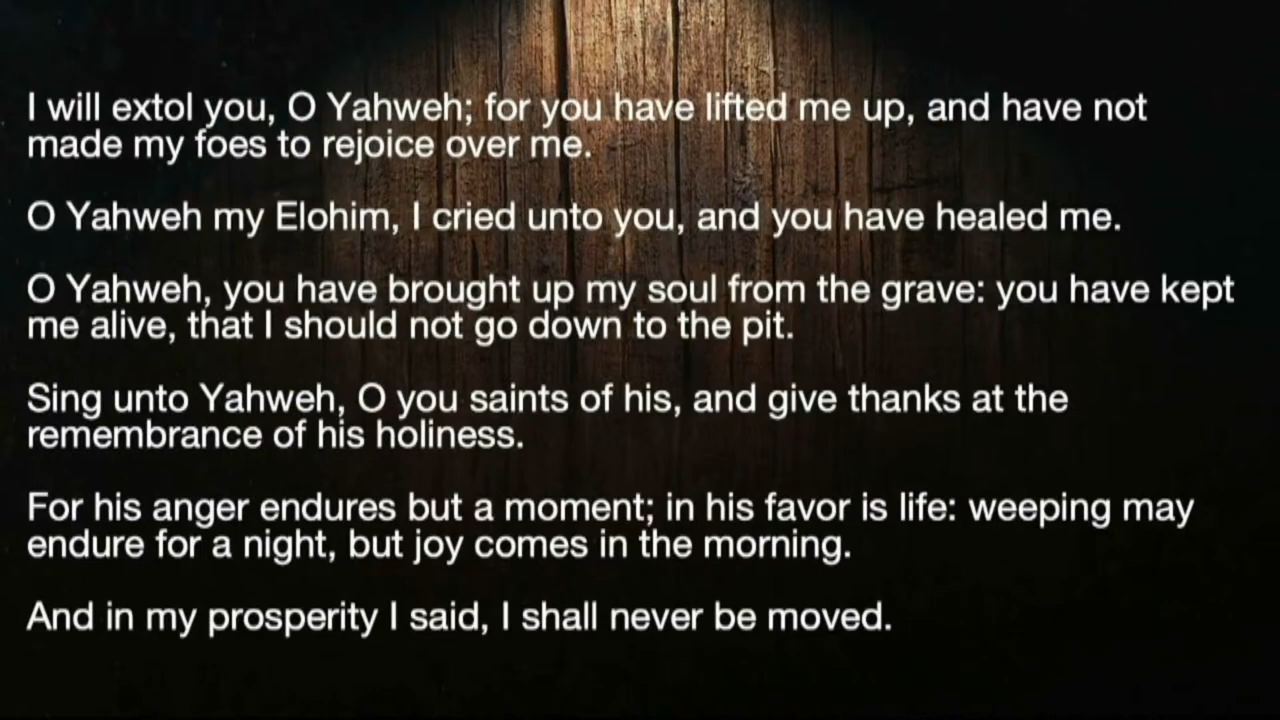 I will extol you, O Yahweh; for you have lifted me up, and have not
made my foes to rejoice over me.
O Yahweh my Elohim, I cried unto you, and you have healed me.
O Yahweh, you have brought up my soul from the grave: you have kept
me alive, that I should not go down to the pit.
Sing unto Yahweh, O you saints of his, and give thanks at the
remembrance of his holiness.
For his anger endures but a moment; in his favor is life: weeping may
endure for a night, but joy comes in the morning.
And in my prosperity I said, I shall never be moved.